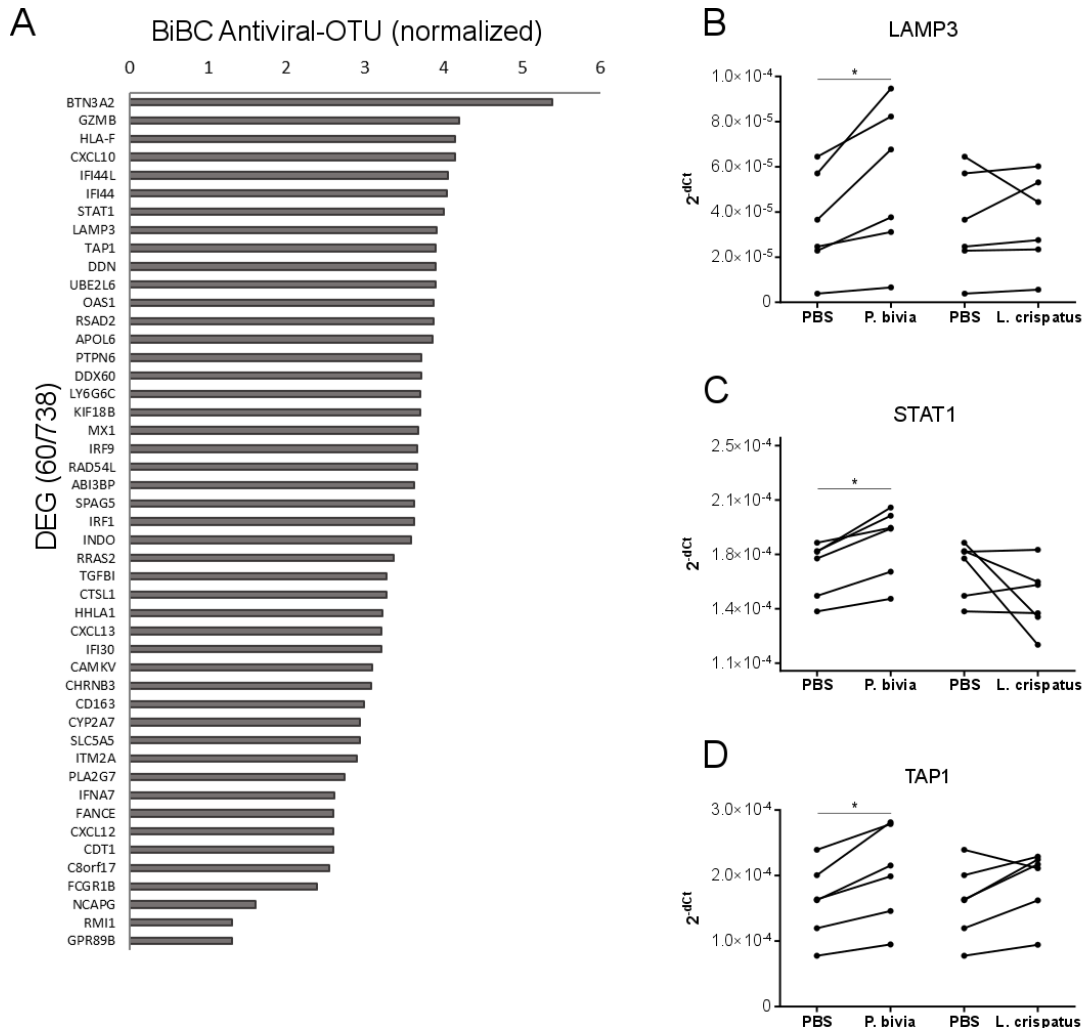 A
BiBC Antiviral-OTU (normalized)
0 1 2 3 4 5 6
DEG (60/738)
BTN3A2
GZMB
HLA-F
CXCL10
IFI44L
IFI44
STAT1
LAMP3
TAP1
DDN
UBE2L6
OAS1
RSAD2
APOL6
PTPN6
DDX60
LY6G6C
KIF18B
MX1
IRF9
RAD54L
ABI3BP
SPAG5
IRF1
INDO
RRAS2
TGFBI
CTSL1
HHLA1
CXCL13
IFI30
CAMKV
CHRNB3
CD163
CYP2A7
SLC5A5
ITM2A
PLA2G7
IFNA7
FANCE
CXCL12
CDT1
C8orf17
FCGR1B
NCAPG
RMI1
GPR89B
B
LAMP3
2^-dCt
1.0×10^-4
8.0×10^-5
6.0×10^-5
4.0×10^-5
2.0×10^-5
0
*
PBS P. bivia PBS L. crispatus
C
STAT1
2^-dCt
2.5×10^-4
2.1×10^-4
1.8×10^-4
1.4×10^-4
1.1×10^-4
*
PBS P. bivia PBS L. crispatus
D
TAP1
2^-dCt
3.0×10^-4
2.0×10^-4
1.0×10^-4
0
*
PBS P. bivia PBS L. crispatus